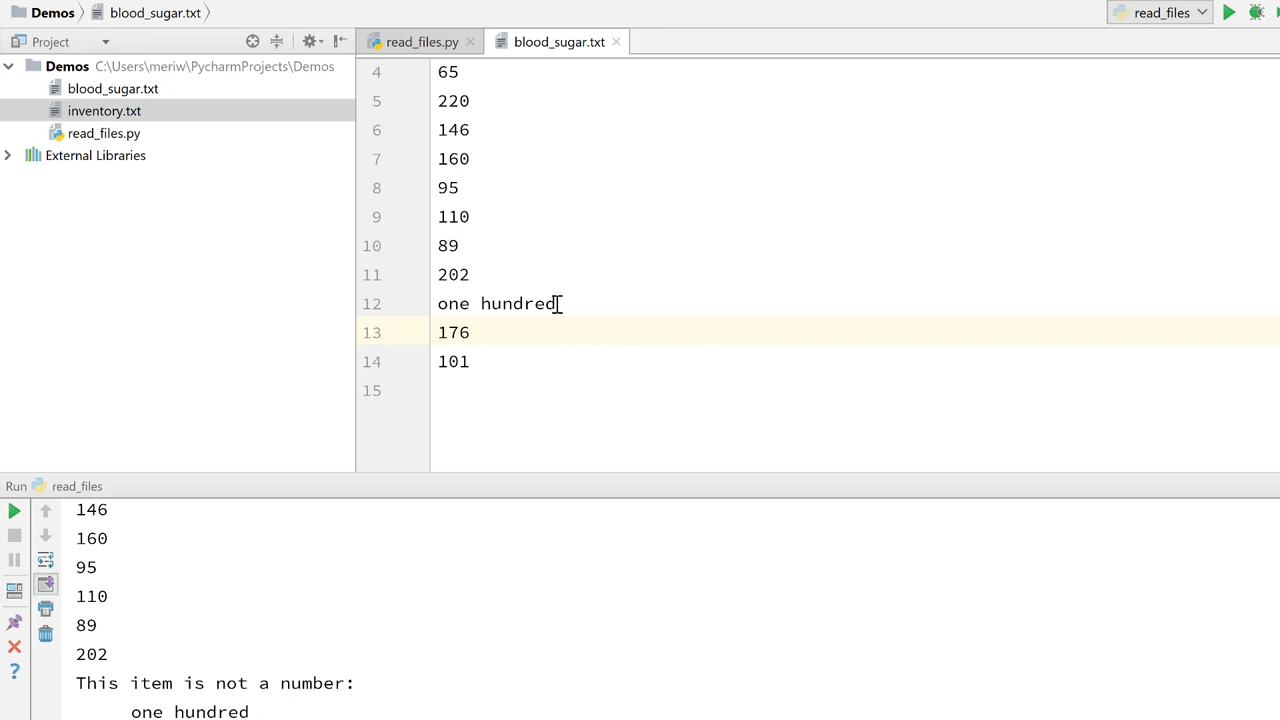 Demos blood_sugar.txt read_files
Project read_files.py blood_sugar.txt
Demos C:\Users\meriw\PycharmProjects\Demos
blood_sugar.txt
inventory.txt
read_files.py
External Libraries
4 65
5 220
6 146
7 160
8 95
9 110
10 89
11 202
12 one hundred
13 176
14 101
15
Run read_files
146
160
95
110
89
202
This item is not a number:
one hundred